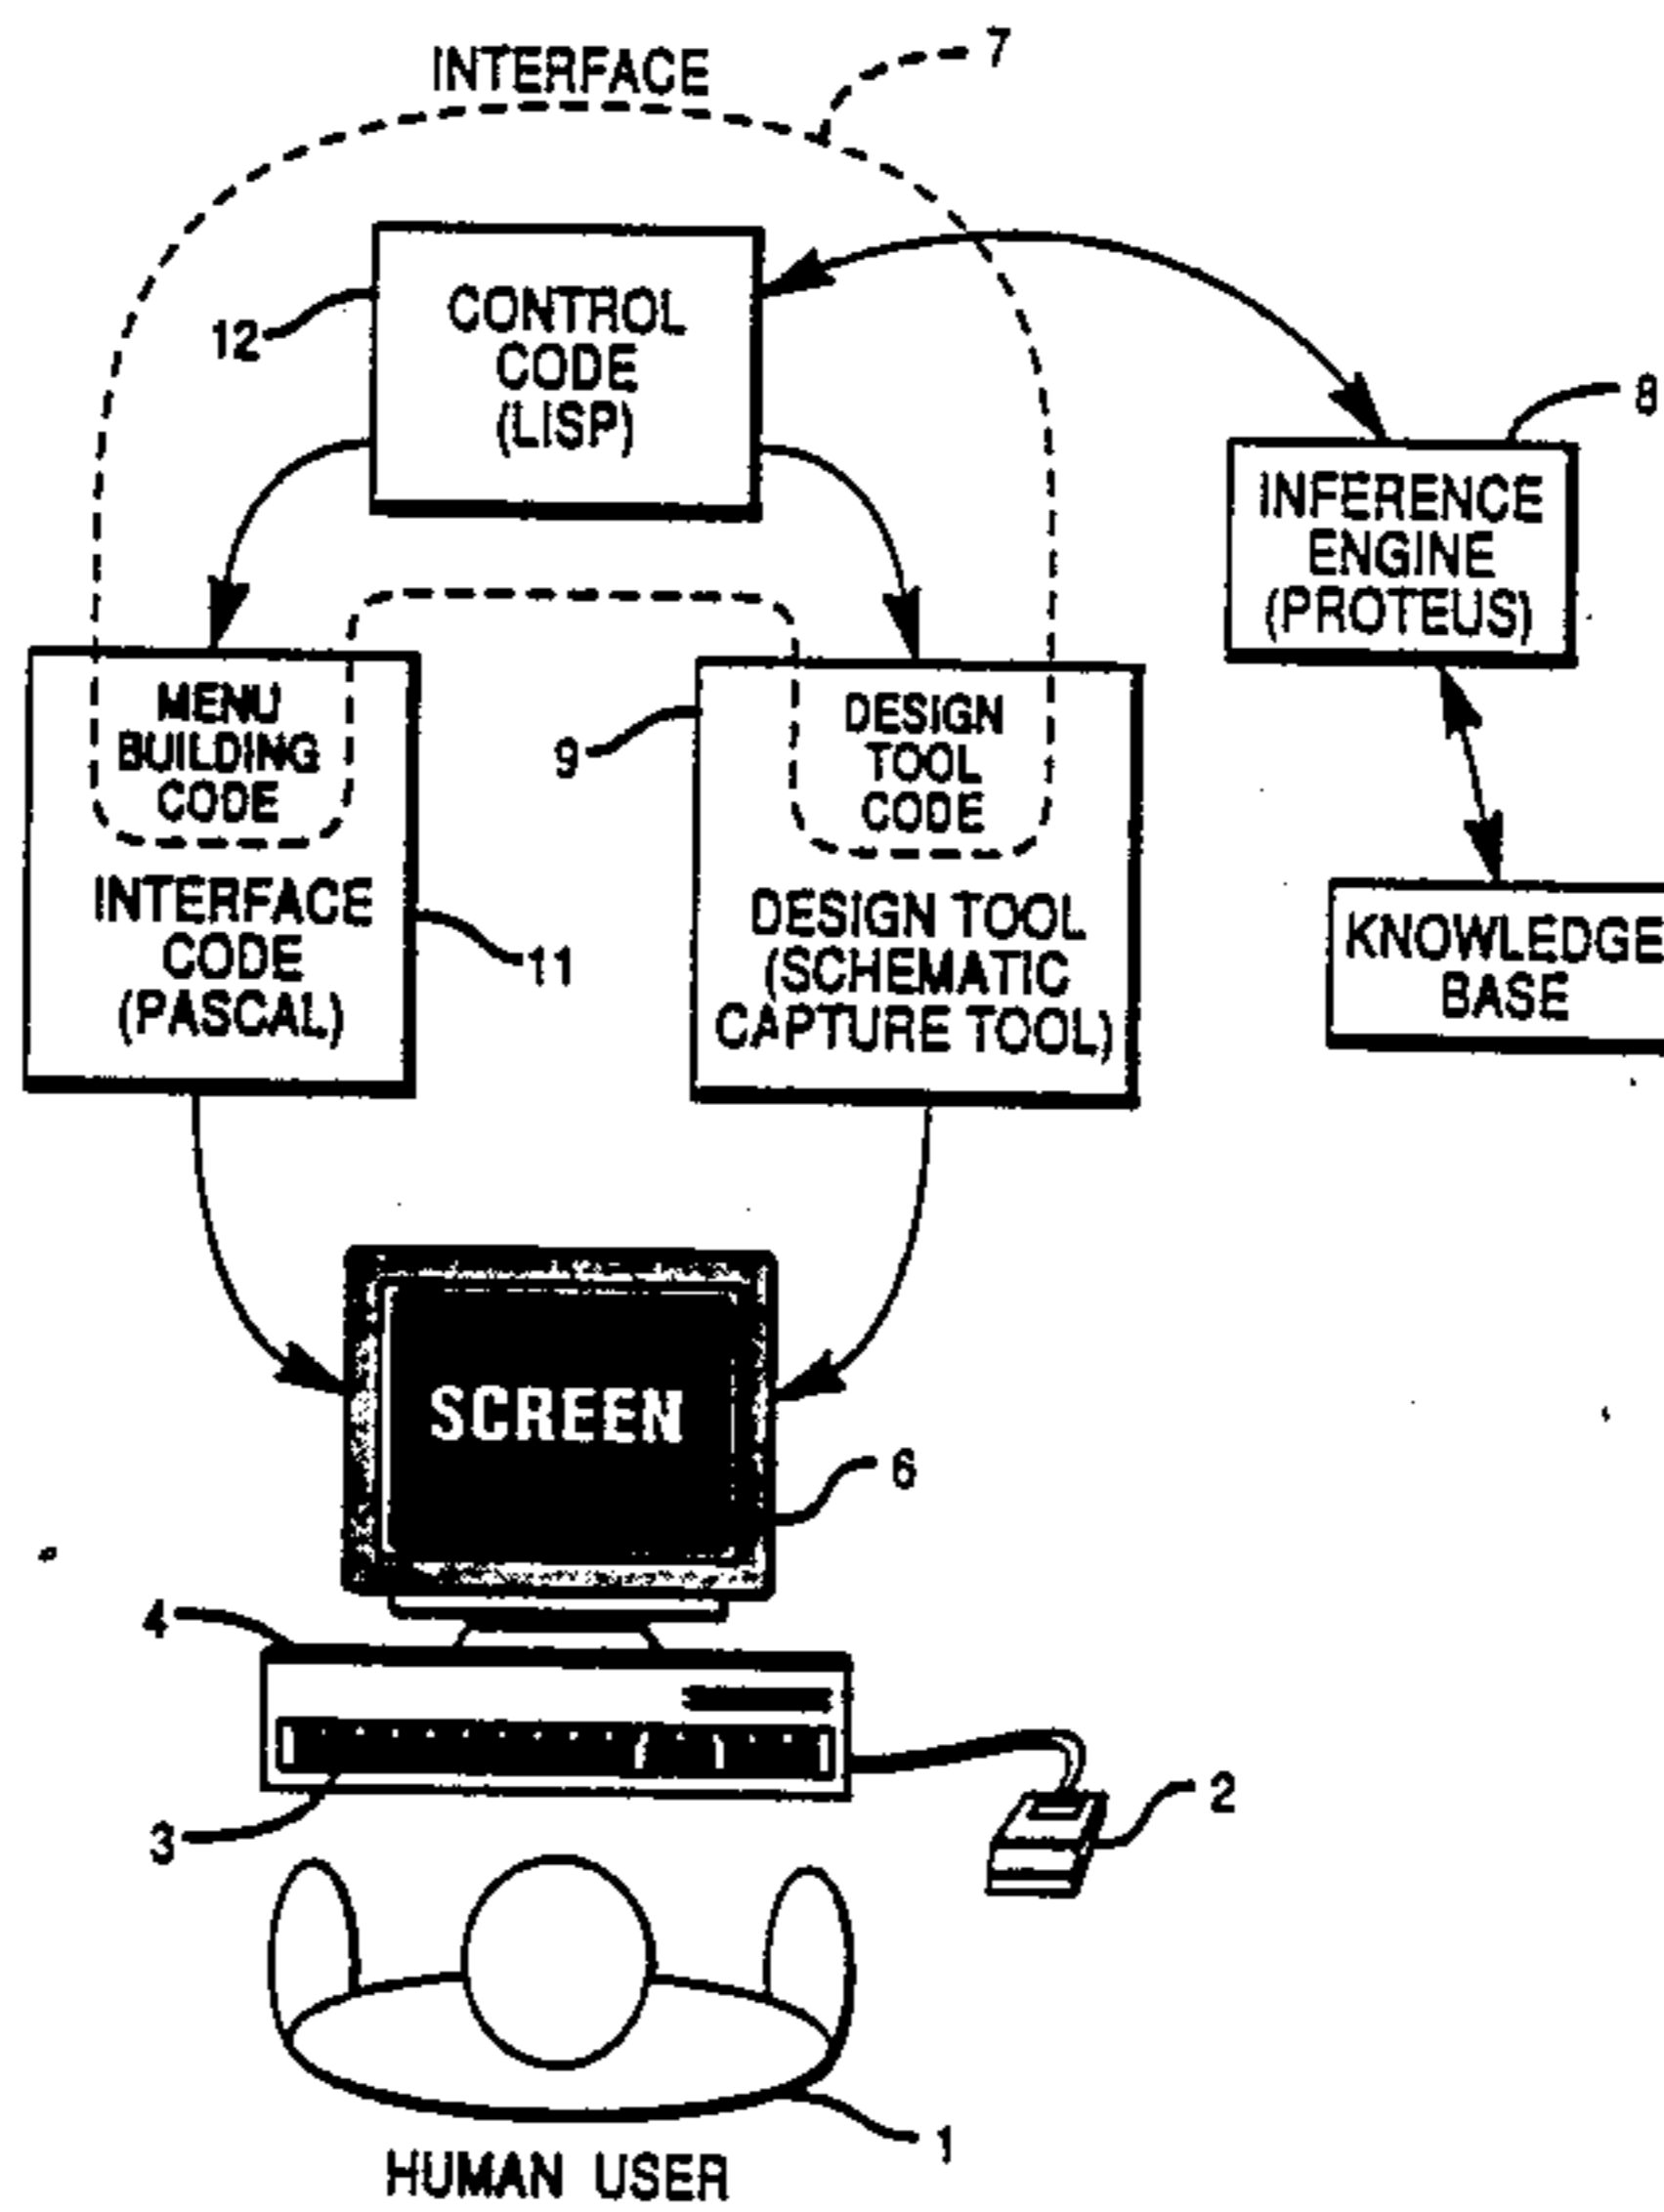 INTERFACE
7
12
CONTROL
CODE
(LISP)
8
INFERENCE
ENGINE
(PROTEUS)
MENU
BUILDING
CODE
INTERFACE
CODE
(PASCAL)
11
9
DESIGN
TOOL
CODE
DESIGN TOOL
(SCHEMATIC
CAPTURE TOOL)
KNOWLEDGE
BASE
SCREEN
6
4
3
2
1
HUMAN USER